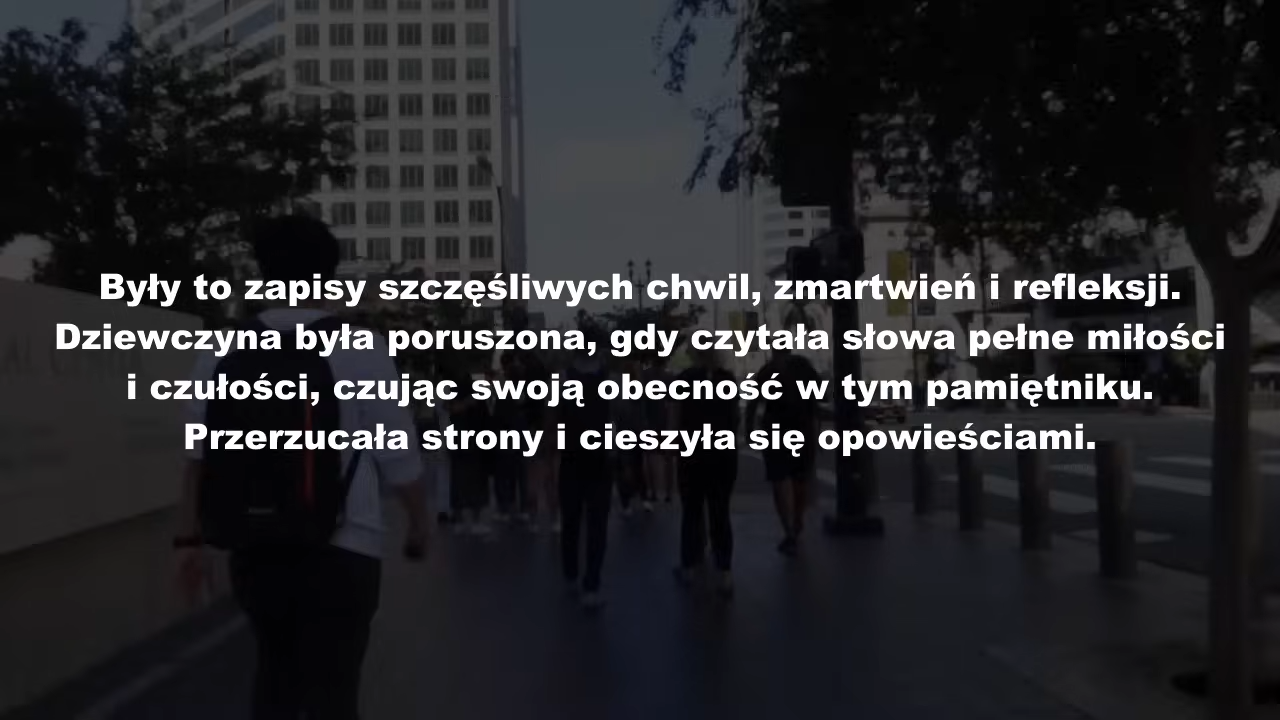 Były to zapisy szczęśliwych chwil, zmartwień i refleksji.
Dziewczyna była poruszona, gdy czytała słowa pełne miłości
i czułości, czując swoją obecność w tym pamiętniku.
Przerzucała strony i cieszyła się opowieściami.